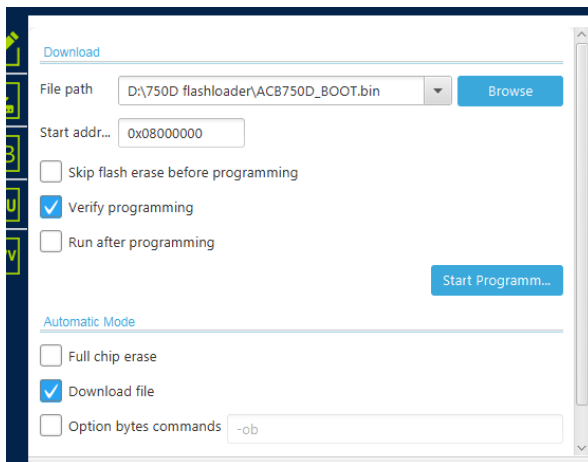 Download
File path D:\750D flashloader\ACB750D_BOOT.bin Browse
Start addr... 0x08000000
Skip flash erase before programming
Verify programming
Run after programming
Start Programm...
Automatic Mode
Full chip erase
Download file
Option bytes commands -ob